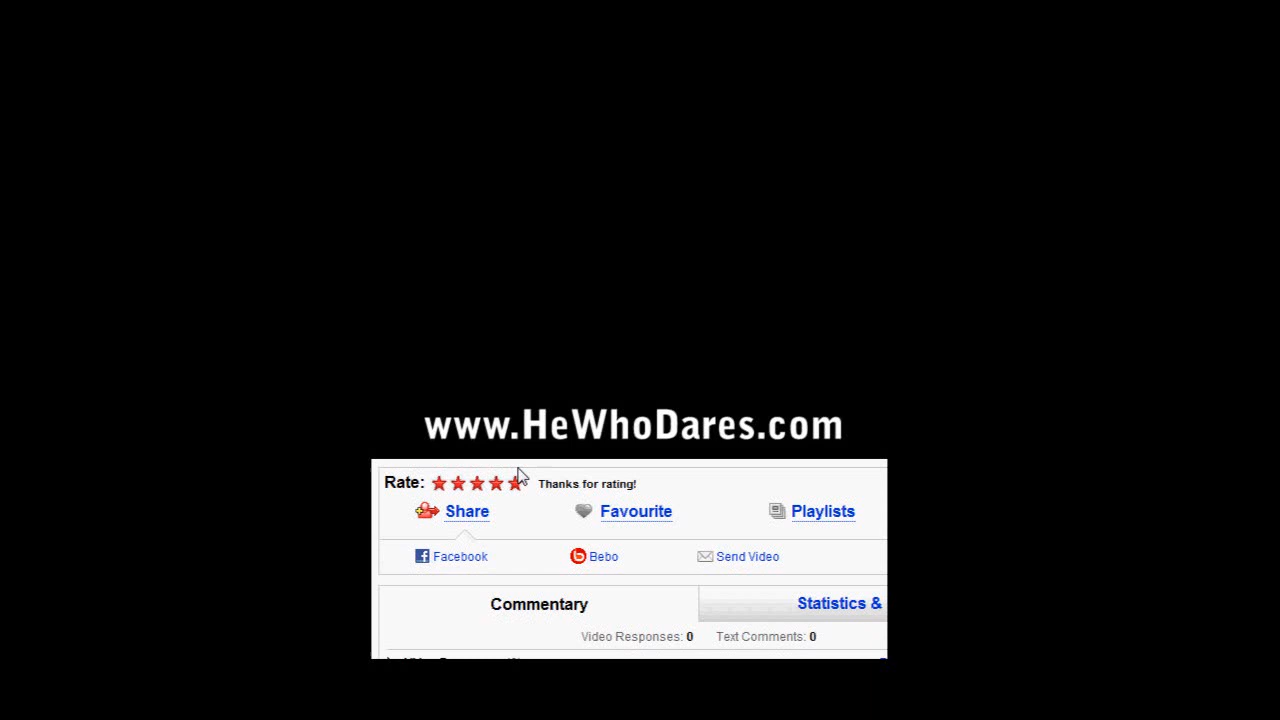 www.HeWhoDares.com
Rate: Thanks for rating!
Share Favourite Playlists
Facebook Bebo Send Video
Commentary Statistics &
Video Responses: 0 Text Comments: 0